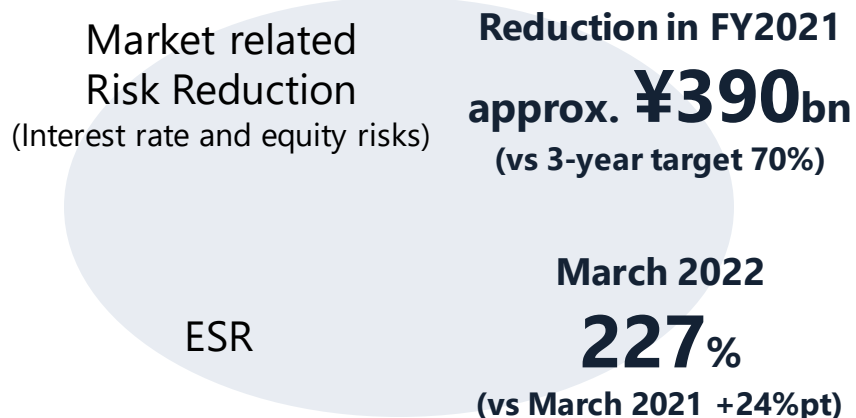 Market related
Risk Reduction
(Interest rate and equity risks)
Reduction in FY2021
approx. ¥390bn
(vs 3-year target 70%)
ESR
March 2022
227%
(vs March 2021 +24%pt)